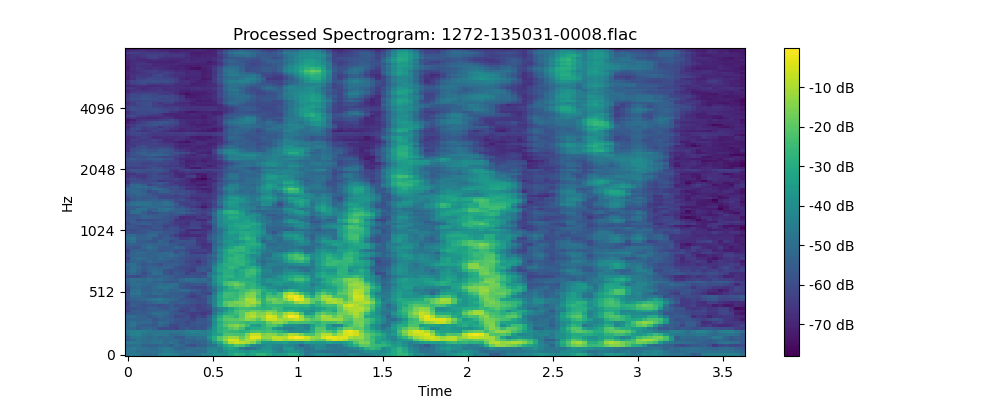 Processed Spectrogram: 1272-135031-0008.flac
Hz
4096
2048
1024
512
0
0 0.5 1 1.5 2 2.5 3 3.5
Time
-10 dB
-20 dB
-30 dB
-40 dB
-50 dB
-60 dB
-70 dB